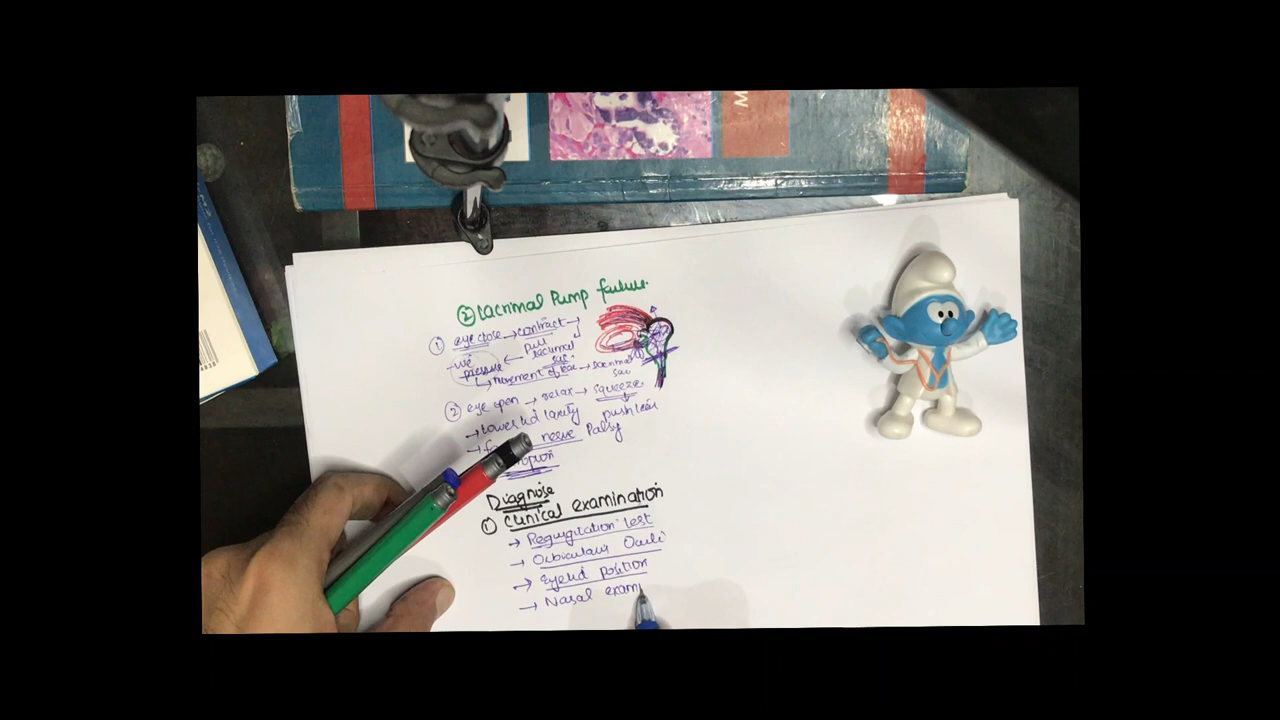 ② Lacrimal Pump failure.
① eye close → contract →
pull
lacrimal
sac.
-ve
pressure
↳ movement of tear → Lacrimal
sac
② eye open → relax → squeeze.
→ Lower lid laxity push tear
→ nerve Palsy
Diagnose
① Clinical examination
→ Regurgitation test
→ Orbicularis Oculi
→ Eyelid position
→ Nasal exam
M